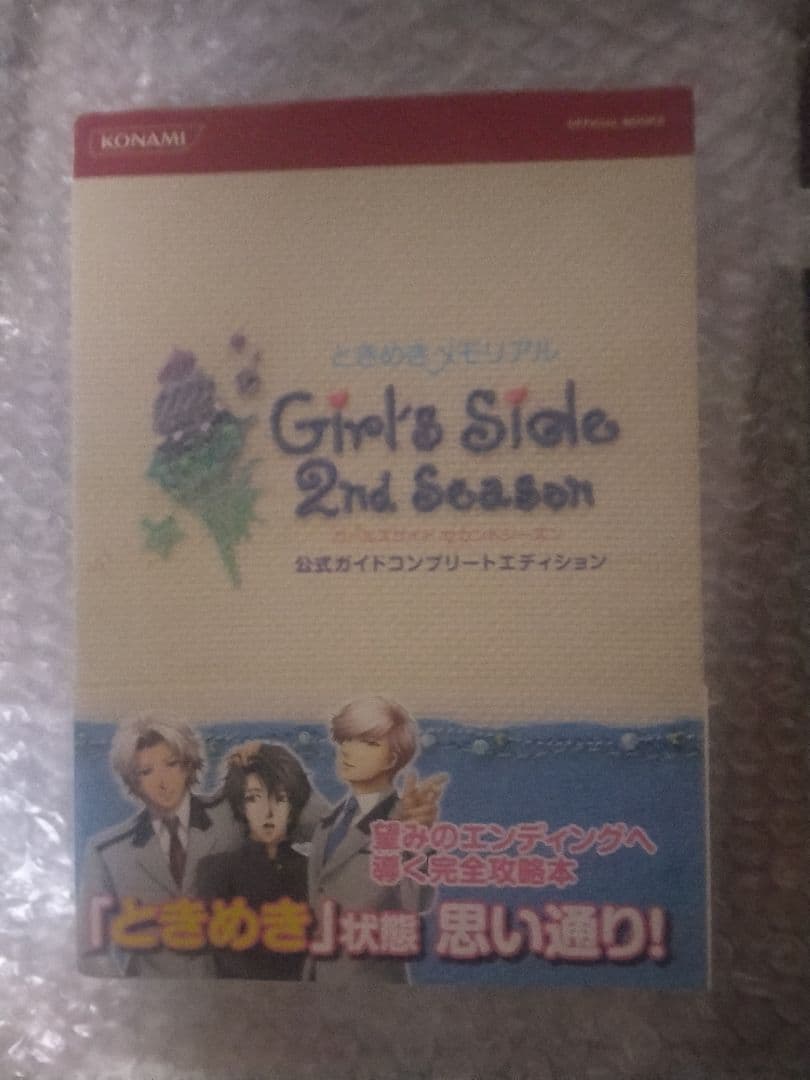 KONAMI
OFFICIAL BOOKS
ときめきメモリアル
Girl's Side
2nd Season
ガールズサイド セカンドシーズン
公式ガイドコンプリートエディション
望みのエンディングへ
導く完全攻略本
「ときめき」状態 思い通り!